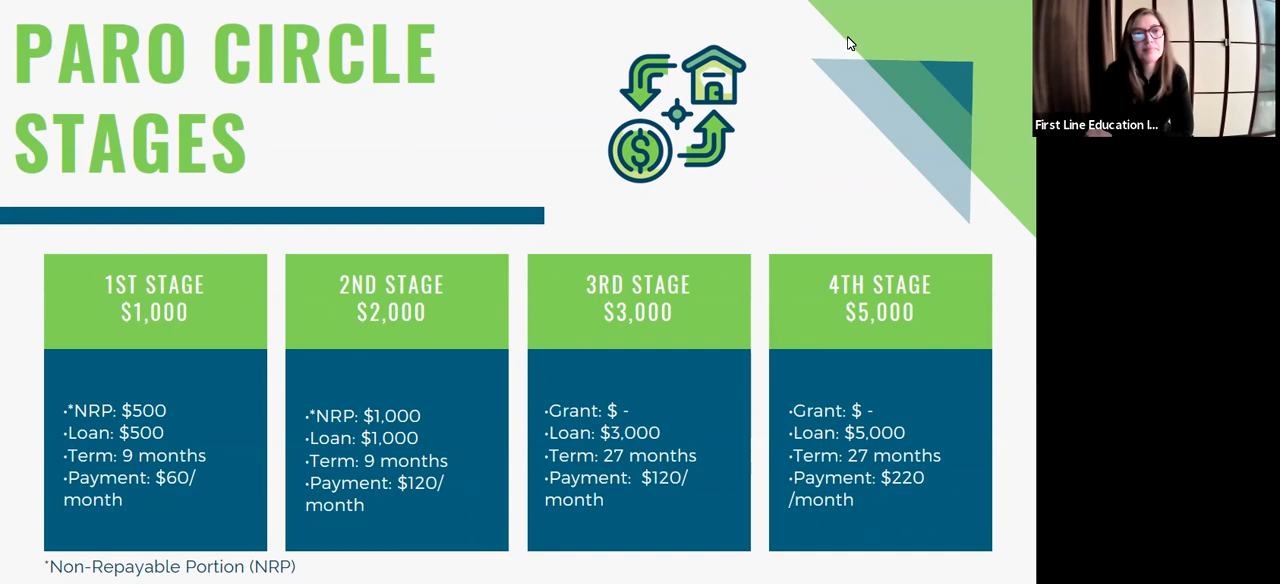 PARO CIRCLE
STAGES
First Line Education I...
1ST STAGE
$1,000
•*NRP: $500
•Loan: $500
•Term: 9 months
•Payment: $60/
month
2ND STAGE
$2,000
•*NRP: $1,000
•Loan: $1,000
•Term: 9 months
•Payment: $120/
month
3RD STAGE
$3,000
•Grant: $ -
•Loan: $3,000
•Term: 27 months
•Payment:  $120/
month
4TH STAGE
$5,000
•Grant: $ -
•Loan: $5,000
•Term: 27 months
•Payment: $220
/month
*Non-Repayable Portion (NRP)